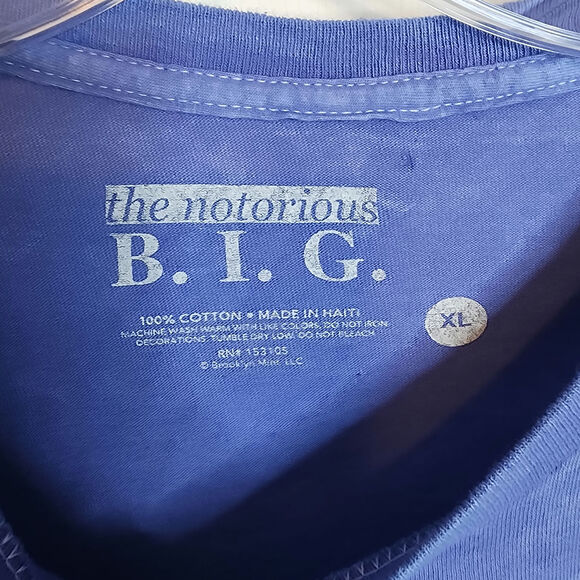 the notorious
B. I. G.
100% COTTON • MADE IN HAITI
MACHINE WASH WARM WITH LIKE COLORS, DO NOT IRON
DECORATIONS, TUMBLE DRY LOW, DO NOT BLEACH
RN# 153105
© Brooklyn Mint, LLC
XL